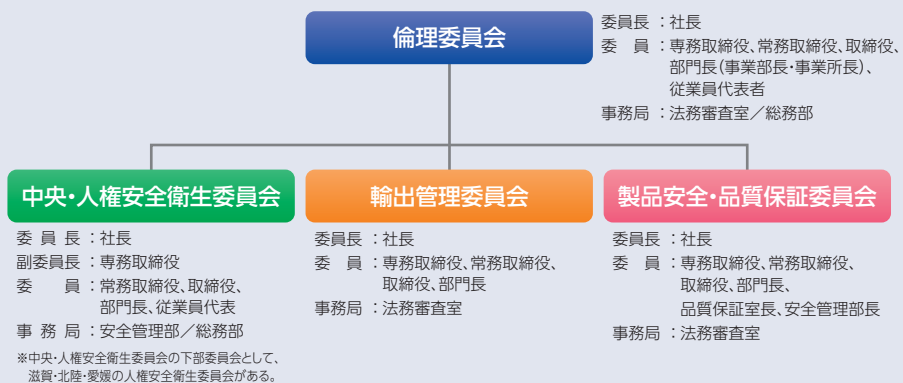 倫理委員会
委員長：社長
委　員：専務取締役、常務取締役、取締役、
部門長（事業部長・事業所長）、
従業員代表者
事務局：法務審査室／総務部
中央・人権安全衛生委員会
委員長：社長
副委員長：専務取締役
委　員：常務取締役、取締役、
部門長、従業員代表
事務局：安全管理部／総務部
※中央・人権安全衛生委員会の下部委員会として、
滋賀・北陸・愛媛の人権安全衛生委員会がある。
輸出管理委員会
委員長：社長
委　員：専務取締役、常務取締役、
取締役、部門長
事務局：法務審査室
製品安全・品質保証委員会
委員長：社長
委　員：専務取締役、常務取締役、
取締役、部門長、
品質保証室長、安全管理部長
事務局：法務審査室